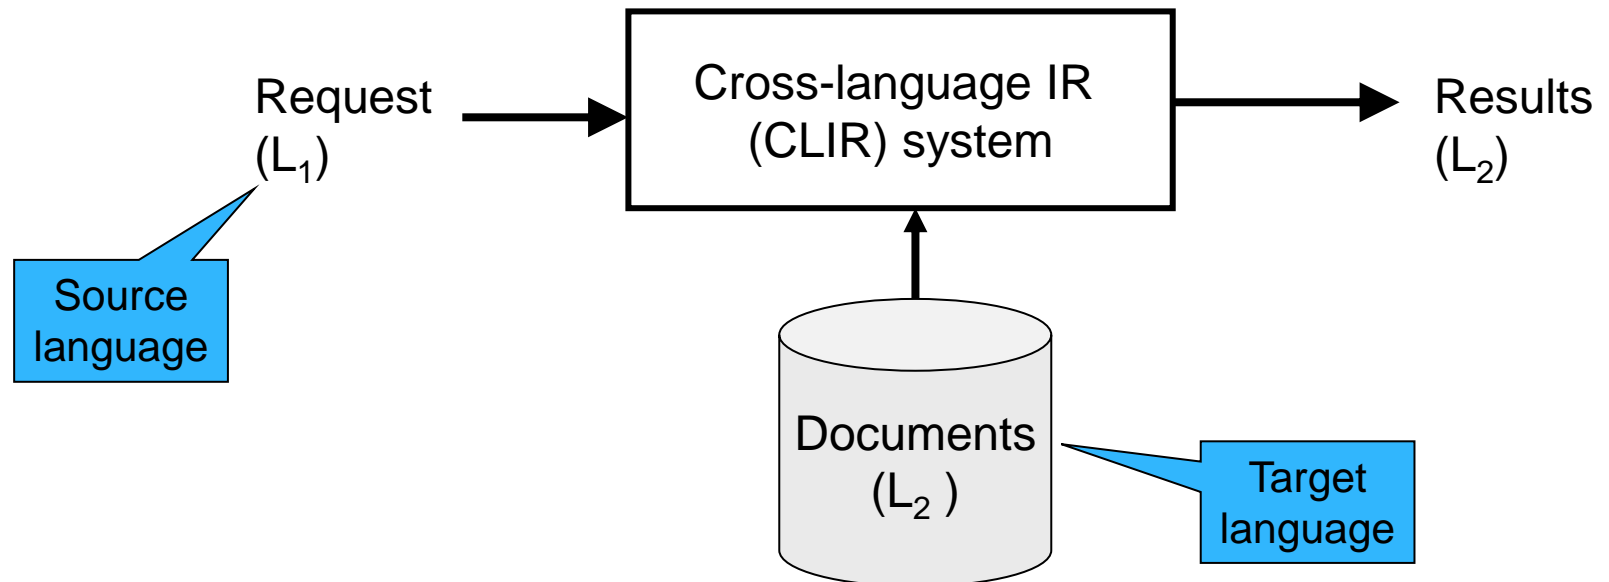 Request
(L₁)
Cross-language IR
(CLIR) system
Results
(L₂)
Source
language
Documents
(L₂ )
Target
language